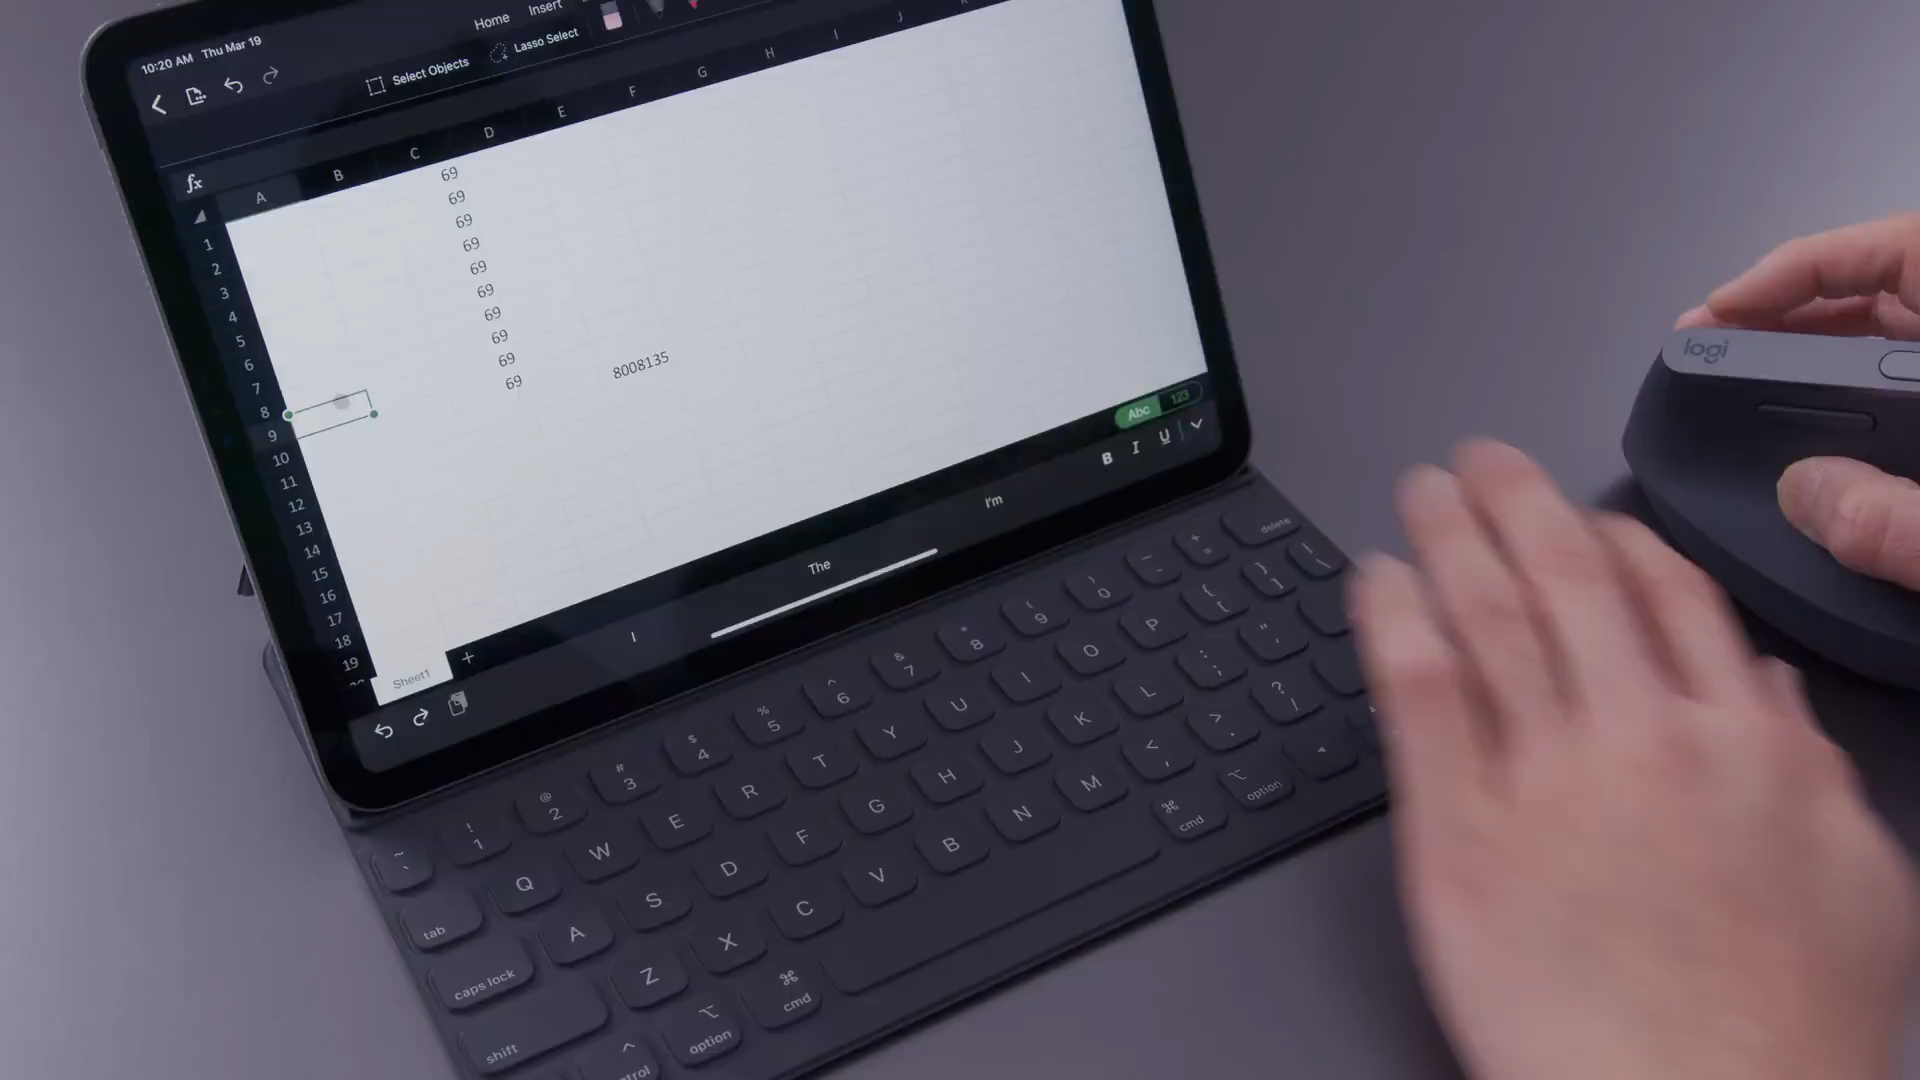 10:20 AM Thu Mar 19
Home Insert
Select Objects Lasso Select
fx
A B C D E F G H I J
1
2
3
4
5
6
7
8
9
10
11
12
13
14
15
16
17
18
19
69
69
69
69
69
69
69
69
69
69
8008135
Abc 123
B I U
Sheet1 +
I The I'm
logi
~ ` ! 1 @ 2 # 3 $ 4 % 5 ^ 6 & 7 * 8 ( 9 ) 0 _ - + = delete
tab Q W E R T Y U I O P { [ } ] | \
caps lock A S D F G H J K L : ; " '
shift Z X C V B N M < , > . ? /
^ ⌥ option ⌘ cmd ⌘ cmd ⌥ option